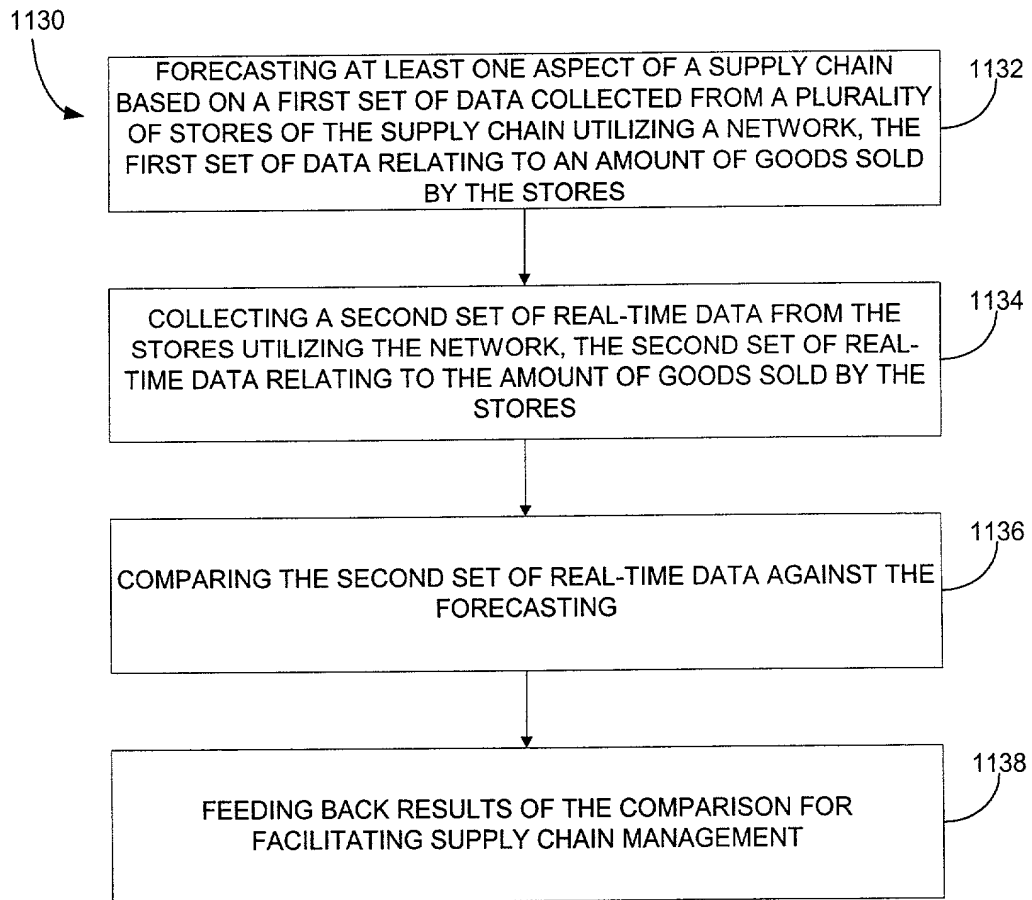 1130
FORECASTING AT LEAST ONE ASPECT OF A SUPPLY CHAIN
BASED ON A FIRST SET OF DATA COLLECTED FROM A PLURALITY
OF STORES OF THE SUPPLY CHAIN UTILIZING A NETWORK, THE
FIRST SET OF DATA RELATING TO AN AMOUNT OF GOODS SOLD
BY THE STORES
1132
COLLECTING A SECOND SET OF REAL-TIME DATA FROM THE
STORES UTILIZING THE NETWORK, THE SECOND SET OF REAL-
TIME DATA RELATING TO THE AMOUNT OF GOODS SOLD BY THE
STORES
1134
COMPARING THE SECOND SET OF REAL-TIME DATA AGAINST THE
FORECASTING
1136
FEEDING BACK RESULTS OF THE COMPARISON FOR
FACILITATING SUPPLY CHAIN MANAGEMENT
1138